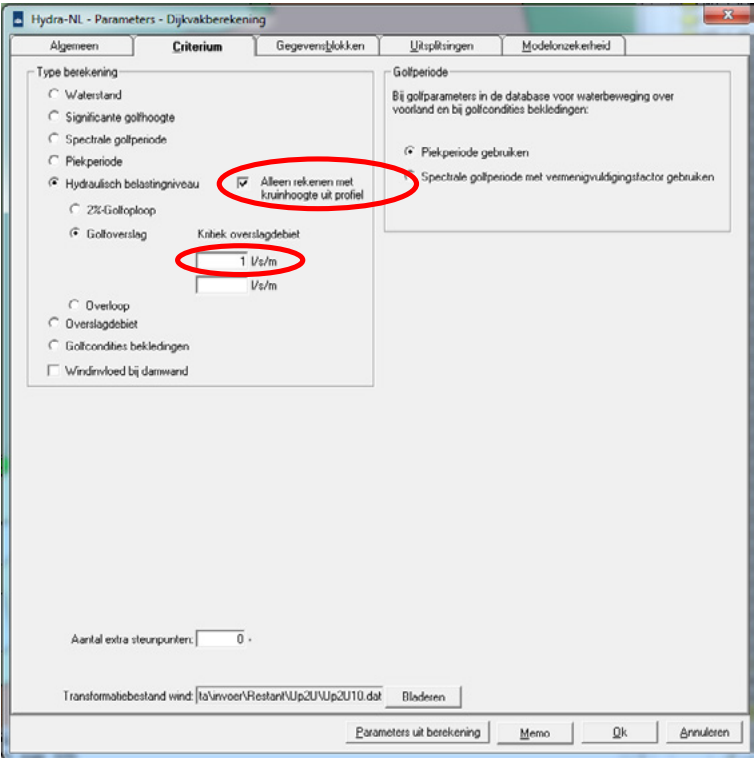 Hydra-NL - Parameters - Dijkvakberekening
Algemeen
Criterium
Gegevensblokken
Uitsplitsingen
Modelonzekerheid
Type berekening
Waterstand
Significante golfhoogte
Spectrale golfperiode
Piekperiode
Hydraulisch belastingniveau
Alleen rekenen met
kruinhoogte uit profiel
2%-Golfoploop
Golfoverslag
Kritiek overslagdebiet
1 l/s/m
l/s/m
Overloop
Overslagdebiet
Golfcondities bekledingen
Windinvloed bij damwand
Golfperiode
Bij golfparameters in de database voor waterbeweging over
voorland en bij golfcondities bekledingen:
Piekperiode gebruiken
Spectrale golfperiode met vermenigvuldigingsfactor gebruiken
Aantal extra steunpunten: 0 -
Transformatiebestand wind: ta\invoer\Restant\Up2U\Up2U10.dat Bladeren
Parameters uit berekening
Memo
Ok
Annuleren